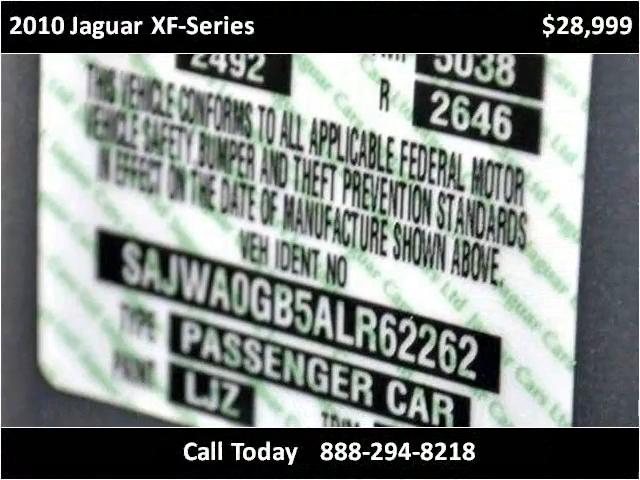 2010 Jaguar XF-Series $28,999
2492 3038
R 2646
THIS VEHICLE CONFORMS TO ALL APPLICABLE FEDERAL MOTOR
VEHICLE SAFETY, BUMPER AND THEFT PREVENTION STANDARDS
IN EFFECT ON THE DATE OF MANUFACTURE SHOWN ABOVE.
VEH IDENT NO
SAJWA0GB5ALR62262
TYPE PASSENGER CAR
PAINT LJZ TRIM
Call Today 888-294-8218